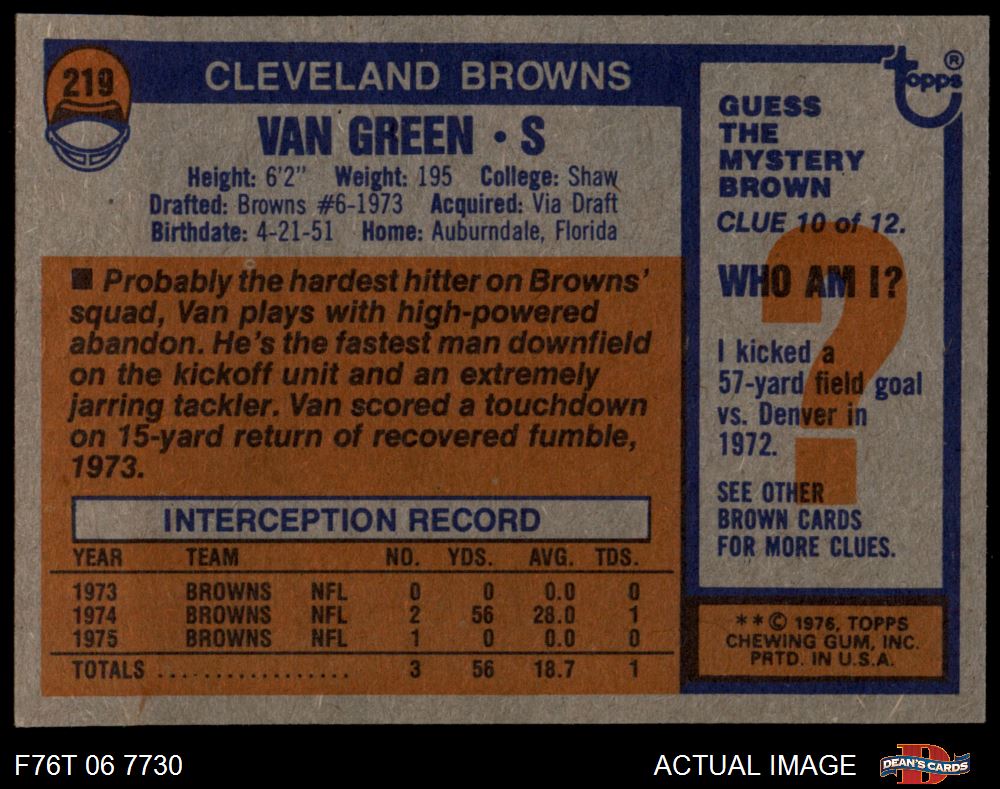 219
CLEVELAND BROWNS
VAN GREEN • S
Height: 6'2" Weight: 195 College: Shaw
Drafted: Browns #6-1973 Acquired: Via Draft
Birthdate: 4-21-51 Home: Auburndale, Florida
■ Probably the hardest hitter on Browns'
squad, Van plays with high-powered
abandon. He's the fastest man downfield
on the kickoff unit and an extremely
jarring tackler. Van scored a touchdown
on 15-yard return of recovered fumble,
1973.
INTERCEPTION RECORD
YEAR TEAM NO. YDS. AVG. TDS.
1973 BROWNS NFL 0 0 0.0 0
1974 BROWNS NFL 2 56 28.0 1
1975 BROWNS NFL 1 0 0.0 0
TOTALS ................. 3 56 18.7 1
Topps ®
GUESS
THE
MYSTERY
BROWN
CLUE 10 of 12.
WHO AM I?
?
I kicked a
57-yard field goal
vs. Denver in
1972.
SEE OTHER
BROWN CARDS
FOR MORE CLUES.
**© 1976, TOPPS
CHEWING GUM, INC.
PRTD. IN U.S.A.
F76T 06 7730
ACTUAL IMAGE
D
DEAN'S CARDS